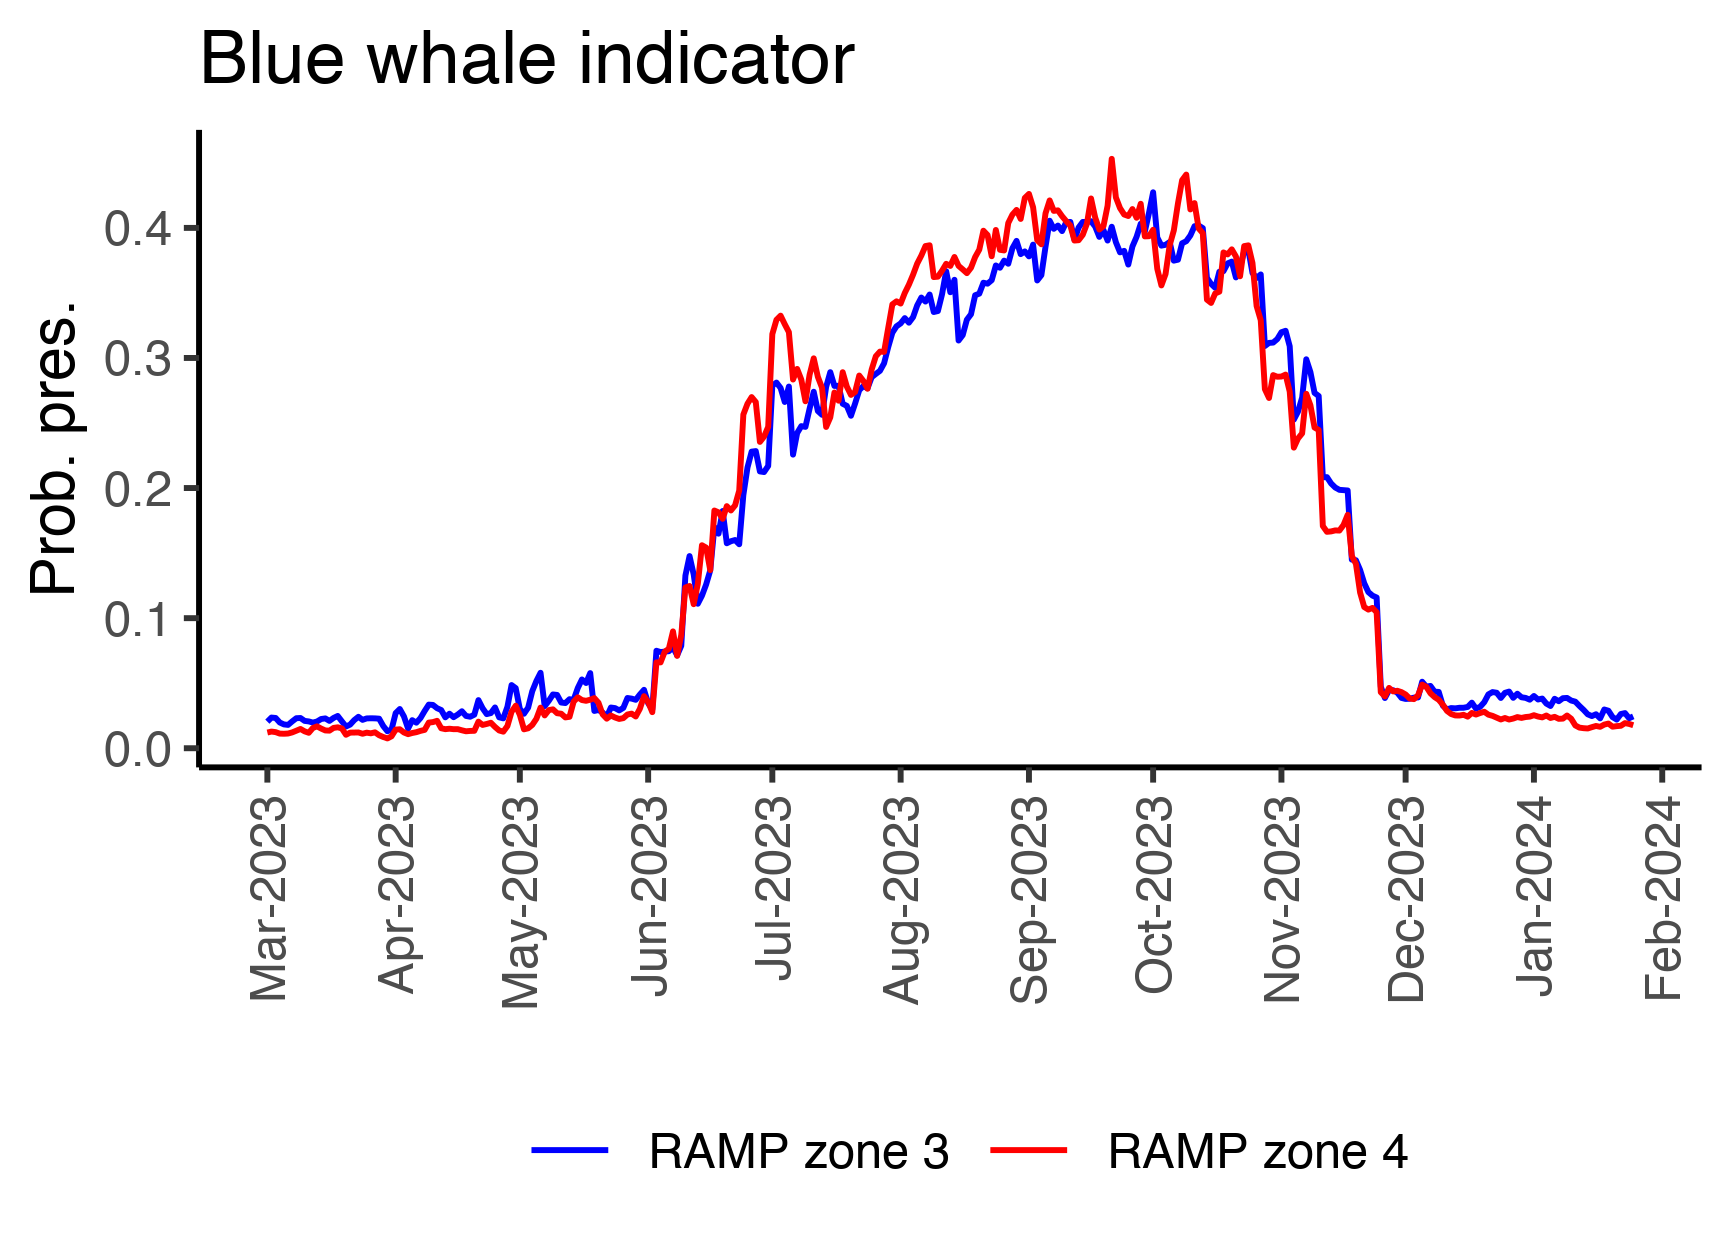 Blue whale indicator
Prob. pres.
0.4
0.3
0.2
0.1
0.0
Mar-2023
Apr-2023
May-2023
Jun-2023
Jul-2023
Aug-2023
Sep-2023
Oct-2023
Nov-2023
Dec-2023
Jan-2024
Feb-2024
RAMP zone 3
RAMP zone 4